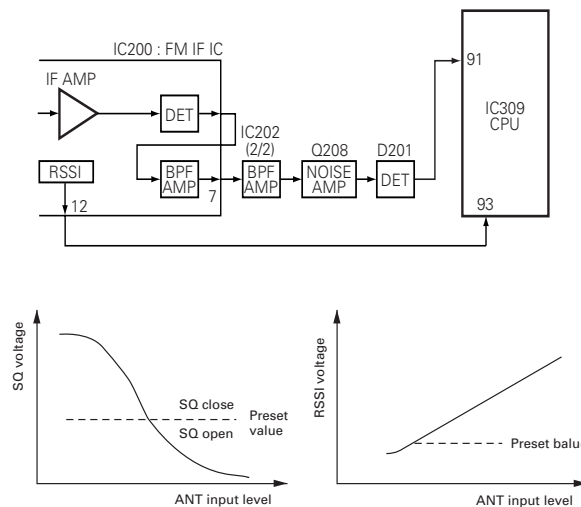 IC200 : FM IF IC
IF AMP
DET
RSSI
12
BPF
AMP
7
IC202
(2/2)
BPF
AMP
Q208
NOISE
AMP
D201
DET
91
IC309
CPU
93
SQ voltage
SQ close
SQ open
Preset
value
ANT input level
RSSI voltage
Preset balue
ANT input level